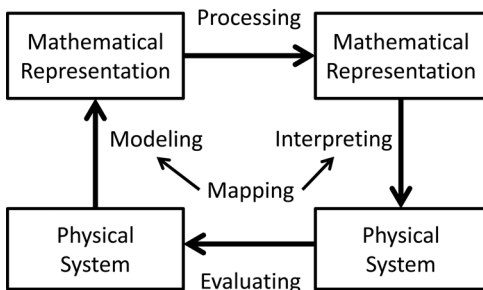 Processing
Mathematical
Representation
Mathematical
Representation
Modeling
Interpreting
Mapping
Physical
System
Physical
System
Evaluating